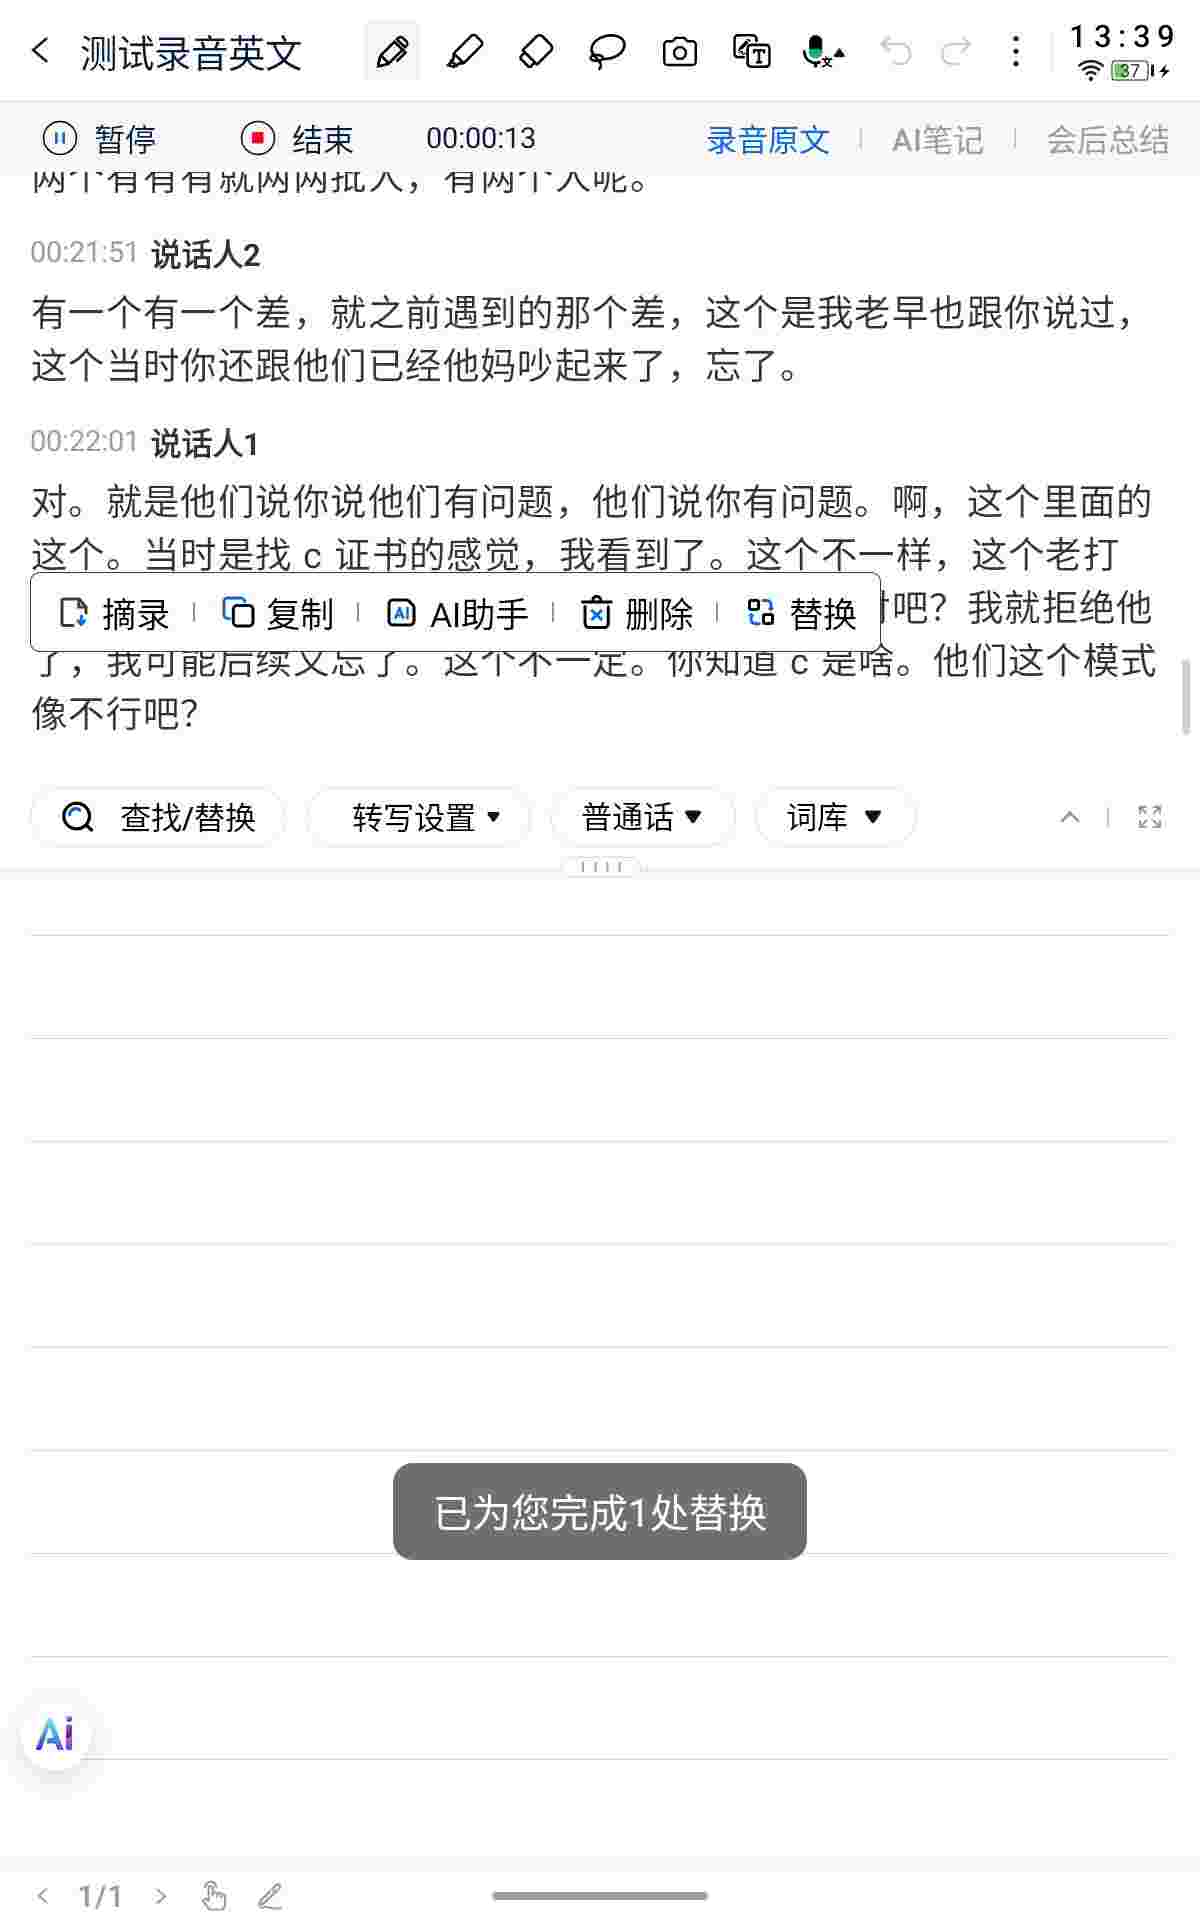 测试录音英文
13:39
37
暂停
结束
00:00:13
录音原文
AI笔记
会后总结
两个有有有就两两批人，有两个人呢。
00:21:51 说话人2
有一个有一个差，就之前遇到的那个差，这个是我老早也跟你说过，
这个当时你还跟他们已经他妈吵起来了，忘了。
00:22:01 说话人1
对。就是他们说你说他们有问题，他们说你有问题。啊，这个里面的
这个。当时是找 c 证书的感觉，我看到了。这个不一样，这个老打
摘录
复制
AI助手
删除
替换
吧？我就拒绝他
了，我可能后续又忘了。这个不一定。你知道 c 是啥。他们这个模式
像不行吧？
查找/替换
转写设置
普通话
词库
已为您完成1处替换
Ai
1/1